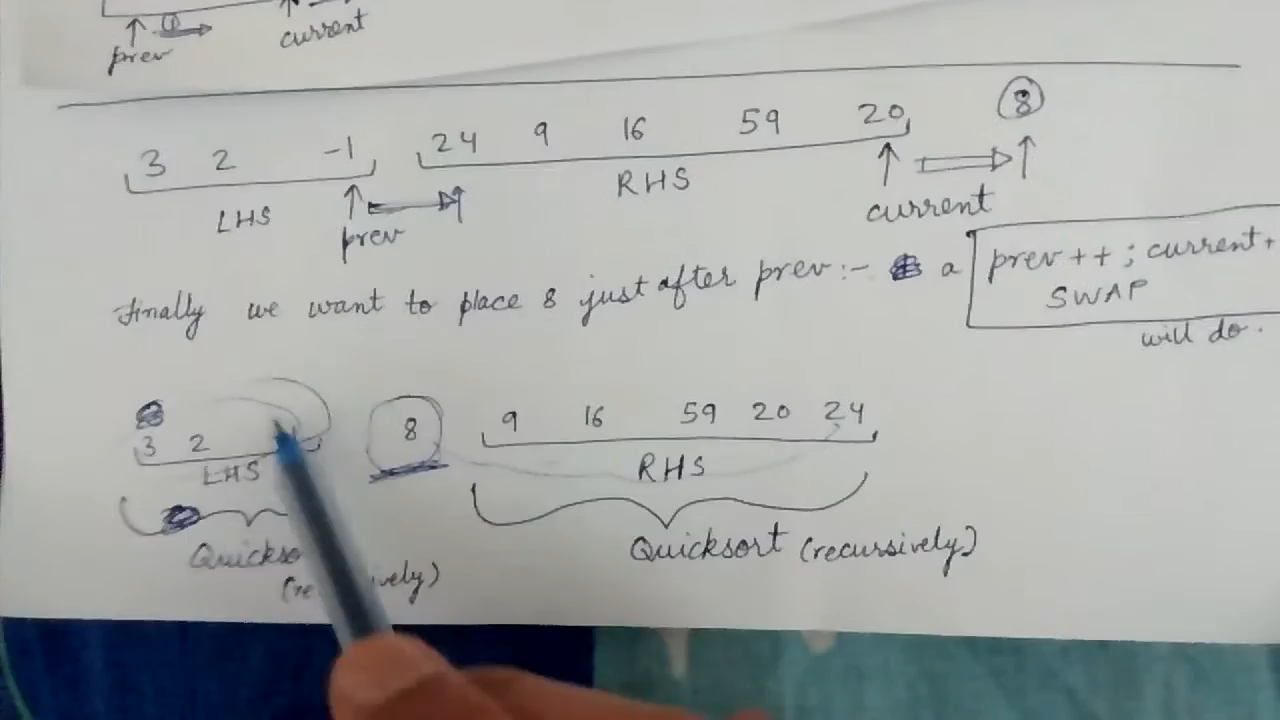 prev
current
3 2 -1 24 9 16 59 20 8
LHS RHS
prev current
Finally we want to place 8 just after prev:- a prev++; current+
SWAP
will do.
3 2 8 9 16 59 20 24
LHS RHS
Quicksort (recursively)